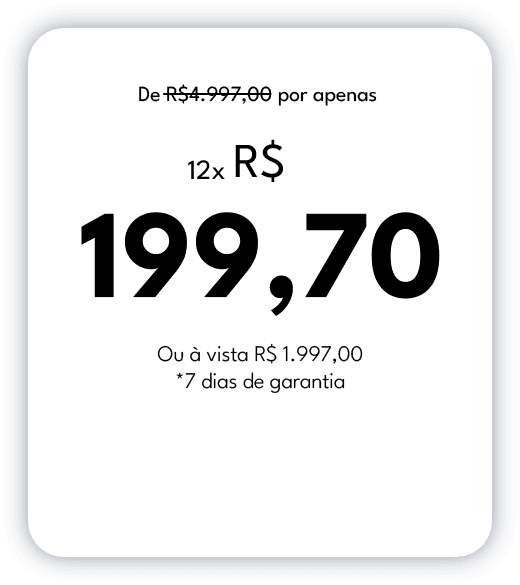 De R$4.997,00 por apenas
12x R$
199,70
Ou à vista R$ 1.997,00
*7 dias de garantia